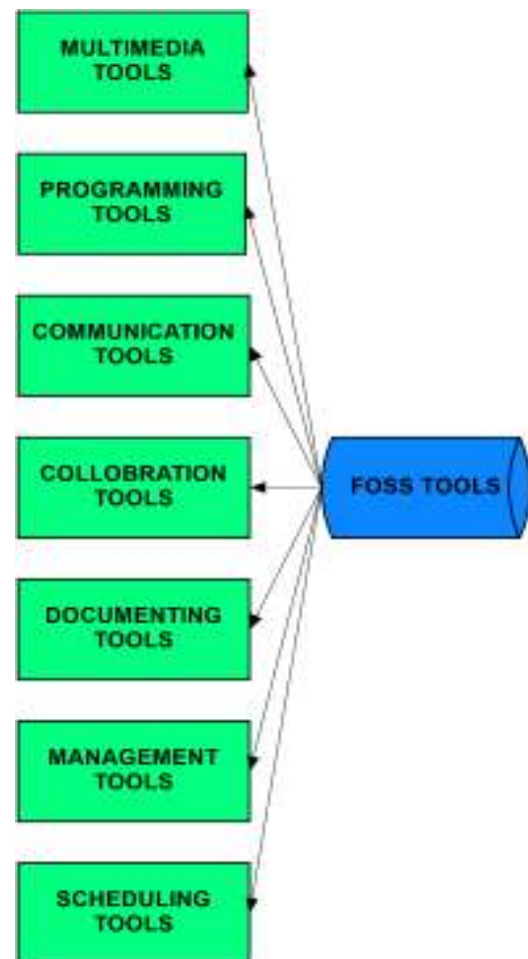 MULTIMEDIA
TOOLS
PROGRAMMING
TOOLS
COMMUNICATION
TOOLS
COLLOBRATION
TOOLS
FOSS TOOLS
DOCUMENTING
TOOLS
MANAGEMENT
TOOLS
SCHEDULING
TOOLS